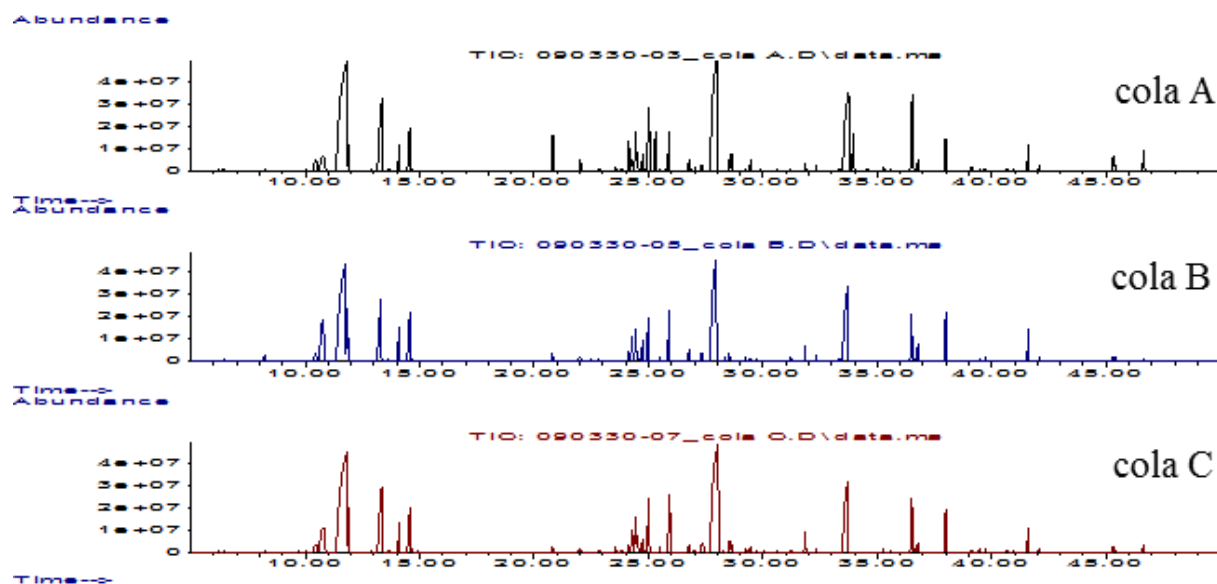 Abundance
TIC: 090330-03_cola A.D\data.ms
cola A
4e+07
3e+07
2e+07
1e+07
0
10.00 15.00 20.00 25.00 30.00 35.00 40.00 45.00
Time-->
Abundance
TIC: 090330-05_cola B.D\data.ms
cola B
4e+07
3e+07
2e+07
1e+07
0
10.00 15.00 20.00 25.00 30.00 35.00 40.00 45.00
Time-->
Abundance
TIC: 090330-07_cola C.D\data.ms
cola C
4e+07
3e+07
2e+07
1e+07
0
10.00 15.00 20.00 25.00 30.00 35.00 40.00 45.00
Time-->